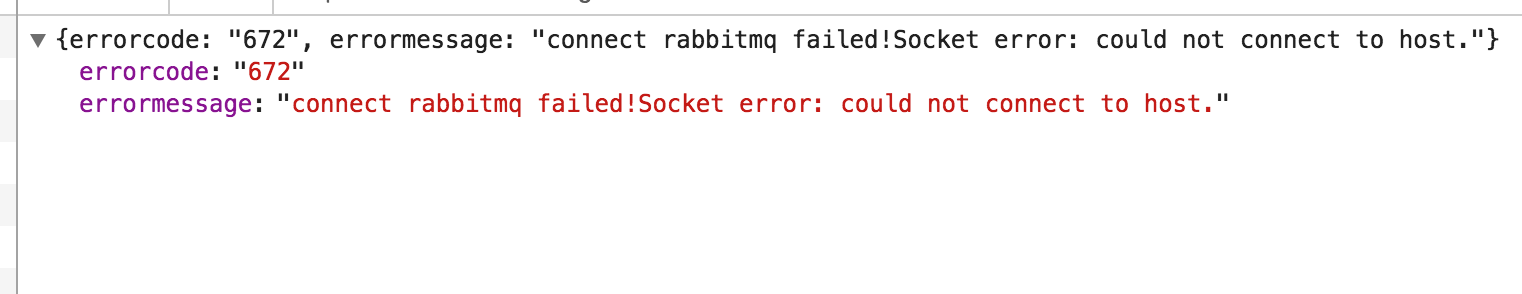 ▼ {errorcode: "672", errormessage: "connect rabbitmq failed!Socket error: could not connect to host."}
errorcode: "672"
errormessage: "connect rabbitmq failed!Socket error: could not connect to host."